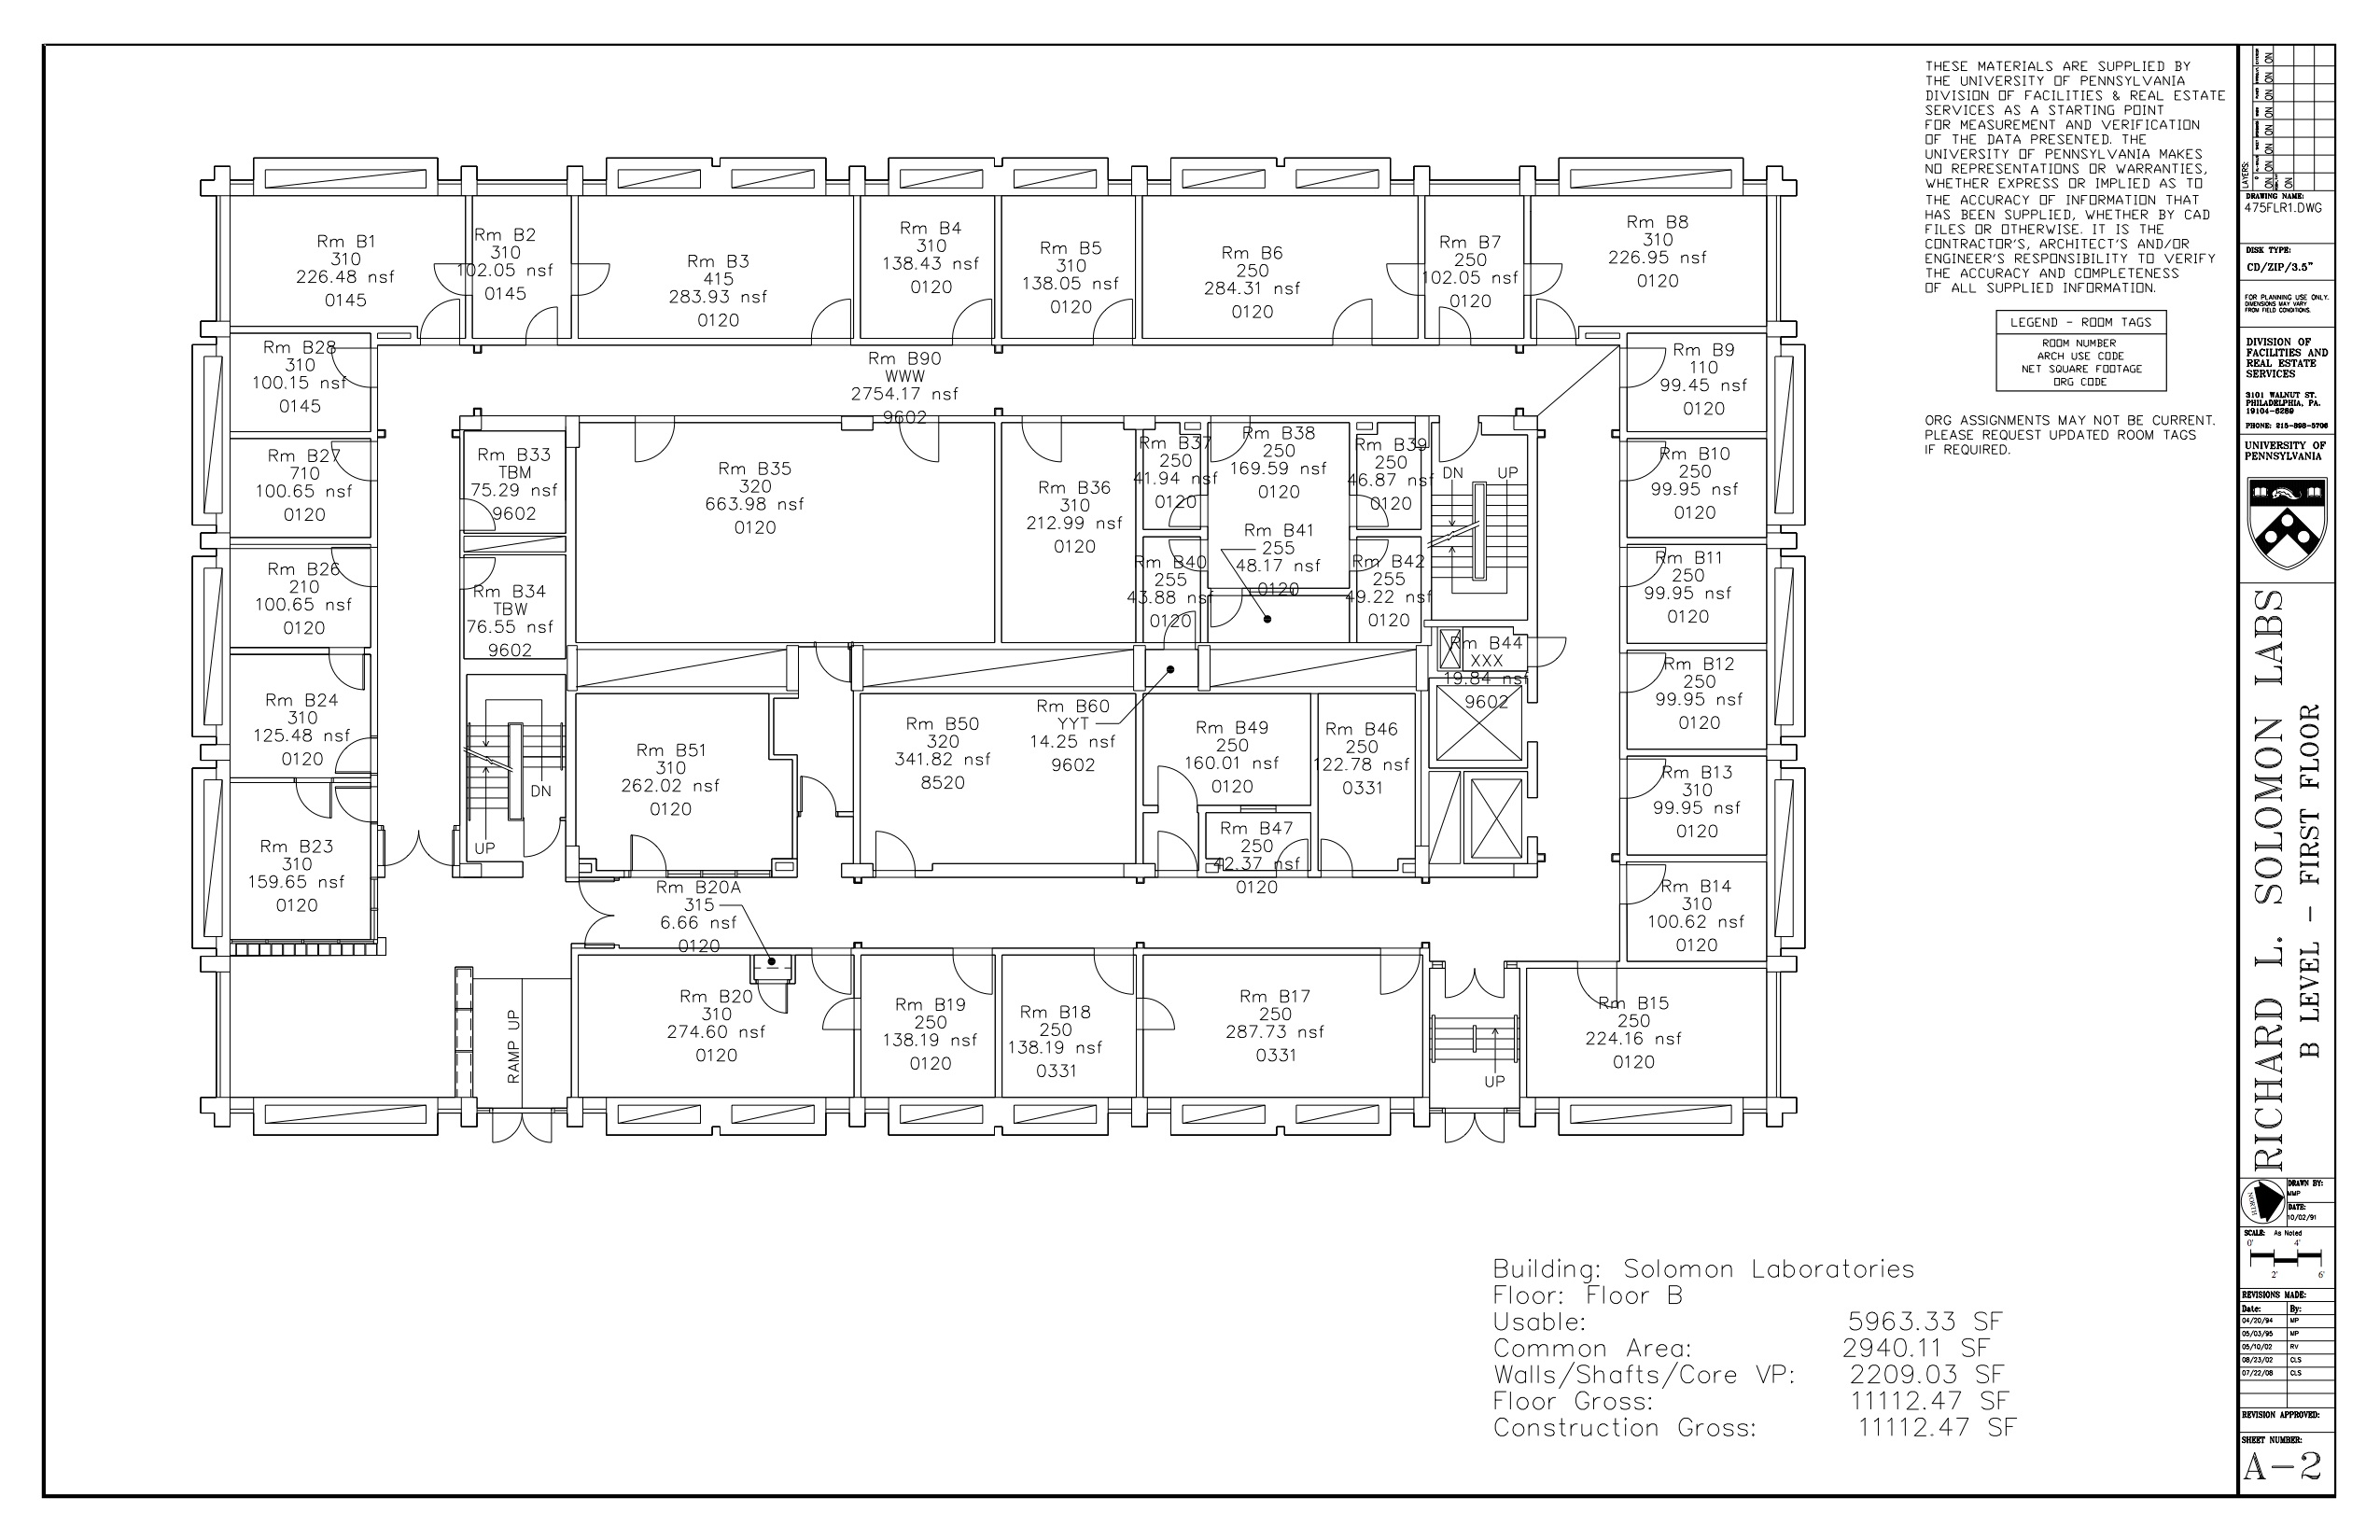 THESE MATERIALS ARE SUPPLIED BY
THE UNIVERSITY OF PENNSYLVANIA
DIVISION OF FACILITIES & REAL ESTATE
SERVICES AS A STARTING POINT
FOR MEASUREMENT AND VERIFICATION
OF THE DATA PRESENTED. THE
UNIVERSITY OF PENNSYLVANIA MAKES
NO REPRESENTATIONS OR WARRANTIES,
WHETHER EXPRESS OR IMPLIED AS TO
THE ACCURACY OF INFORMATION THAT
HAS BEEN SUPPLIED, WHETHER BY CAD
FILES OR OTHERWISE. IT IS THE
CONTRACTOR'S, ARCHITECT'S AND/OR
ENGINEER'S RESPONSIBILITY TO VERIFY
THE ACCURACY AND COMPLETENESS
OF ALL SUPPLIED INFORMATION.
LEGEND - ROOM TAGS
ROOM NUMBER
ARCH USE CODE
NET SQUARE FOOTAGE
ORG CODE
ORG ASSIGNMENTS MAY NOT BE CURRENT.
PLEASE REQUEST UPDATED ROOM TAGS
IF REQUIRED.
Rm B1
310
226.48 nsf
0145
Rm B2
310
102.05 nsf
0145
Rm B3
415
283.93 nsf
0120
Rm B4
310
138.43 nsf
0120
Rm B5
310
138.05 nsf
0120
Rm B6
250
284.31 nsf
0120
Rm B7
250
102.05 nsf
0120
Rm B8
310
226.95 nsf
0120
Rm B28
310
100.15 nsf
0145
Rm B90
WWW
2754.17 nsf
9602
Rm B9
110
99.45 nsf
0120
Rm B27
710
100.65 nsf
0120
Rm B33
TBM
75.29 nsf
9602
Rm B35
320
663.98 nsf
0120
Rm B36
310
212.99 nsf
0120
Rm B37
250
41.94 nsf
0120
Rm B38
250
169.59 nsf
0120
Rm B39
250
46.87 nsf
0120
DN
UP
Rm B10
250
99.95 nsf
0120
Rm B26
210
100.65 nsf
0120
Rm B34
TBW
76.55 nsf
9602
Rm B40
255
43.88 nsf
0120
Rm B41
255
48.17 nsf
0120
Rm B42
255
49.22 nsf
0120
Rm B11
250
99.95 nsf
0120
Rm B44
XXX
19.84 nsf
9602
Rm B12
250
99.95 nsf
0120
Rm B24
310
125.48 nsf
0120
DN
UP
Rm B51
310
262.02 nsf
0120
Rm B50
320
341.82 nsf
8520
Rm B60
YYT
14.25 nsf
9602
Rm B49
250
160.01 nsf
0120
Rm B46
250
122.78 nsf
0331
Rm B13
310
99.95 nsf
0120
Rm B23
310
159.65 nsf
0120
Rm B47
250
42.37 nsf
0120
Rm B14
310
100.62 nsf
0120
Rm B20A
315
6.66 nsf
0120
RAMP UP
Rm B20
310
274.60 nsf
0120
Rm B19
250
138.19 nsf
0120
Rm B18
250
138.19 nsf
0331
Rm B17
250
287.73 nsf
0331
UP
Rm B15
250
224.16 nsf
0120
Building: Solomon Laboratories
Floor: Floor B
Usable: 5963.33 SF
Common Area: 2940.11 SF
Walls/Shafts/Core VP: 2209.03 SF
Floor Gross: 11112.47 SF
Construction Gross: 11112.47 SF
LAYERS:
DRAWING NAME:
475FLR1.DWG
DISK TYPE:
CD/ZIP/3.5"
FOR PLANNING USE ONLY.
DIMENSIONS MAY VARY
FROM FIELD CONDITIONS.
DIVISION OF
FACILITIES AND
REAL ESTATE
SERVICES
3101 WALNUT ST.
PHILADELPHIA, PA.
19104-6289
PHONE: 215-898-5706
UNIVERSITY OF
PENNSYLVANIA
RICHARD L. SOLOMON LABS
B LEVEL - FIRST FLOOR
NORTH
DRAWN BY:
MMP
DATE:
10/02/91
SCALE: As Noted
0' 4'
2' 6'
REVISIONS MADE:
Date: By:
04/20/94 MP
05/03/95 MP
05/10/02 RV
08/23/02 CLS
07/22/08 CLS
REVISION APPROVED:
SHEET NUMBER:
A-2